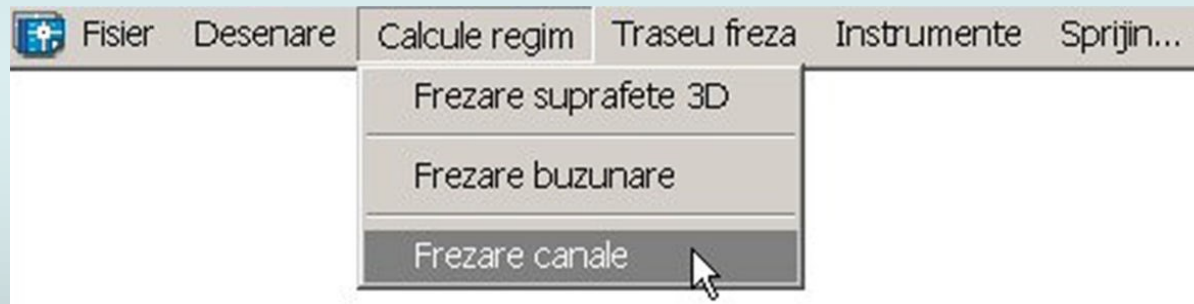 Fisier Desenare Calcule regim Traseu freza Instrumente Sprijin...
Frezare suprafete 3D
Frezare buzunare
Frezare canale